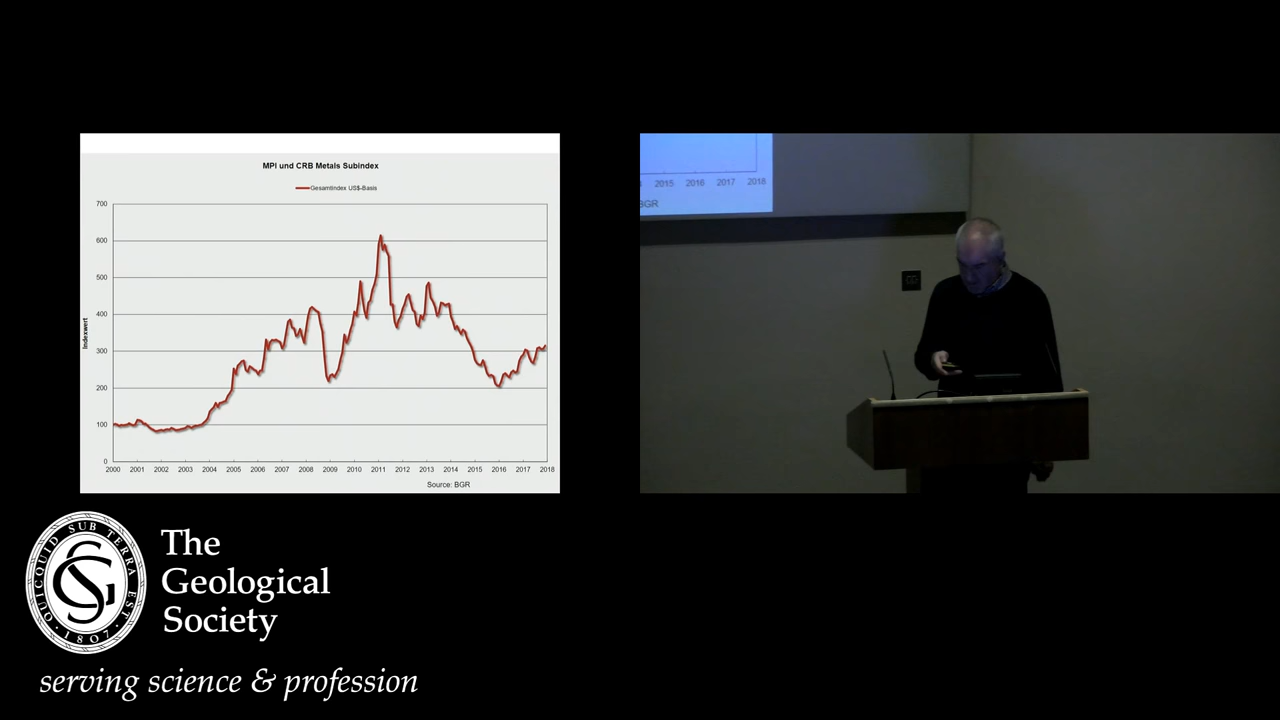 MPI und CRB Metals Subindex
Gesamtindex US$-Basis
Indexwert
700
600
500
400
300
200
100
0
2000 2001 2002 2003 2004 2005 2006 2007 2008 2009 2010 2011 2012 2013 2014 2015 2016 2017 2018
Source: BGR
2015 2016 2017 2018
BGR
QUICQUID SUB TERRA EST
· 1807 ·
The
Geological
Society
serving science & profession